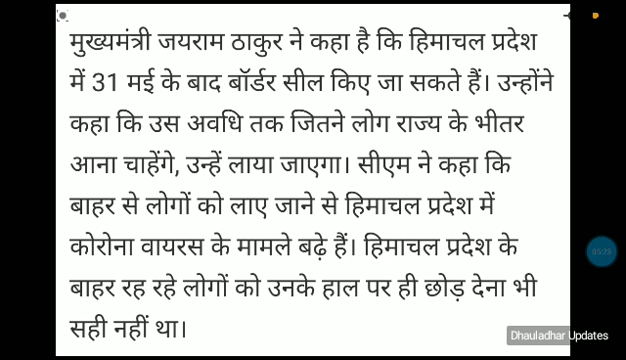 मुख्यमंत्री जयराम ठाकुर ने कहा है कि हिमाचल प्रदेश
में 31 मई के बाद बॉर्डर सील किए जा सकते हैं। उन्होंने
कहा कि उस अवधि तक जितने लोग राज्य के भीतर
आना चाहेंगे, उन्हें लाया जाएगा। सीएम ने कहा कि
बाहर से लोगों को लाए जाने से हिमाचल प्रदेश में
कोरोना वायरस के मामले बढ़े हैं। हिमाचल प्रदेश के
बाहर रह रहे लोगों को उनके हाल पर ही छोड़ देना भी
सही नहीं था।
Dhauladhar Updates